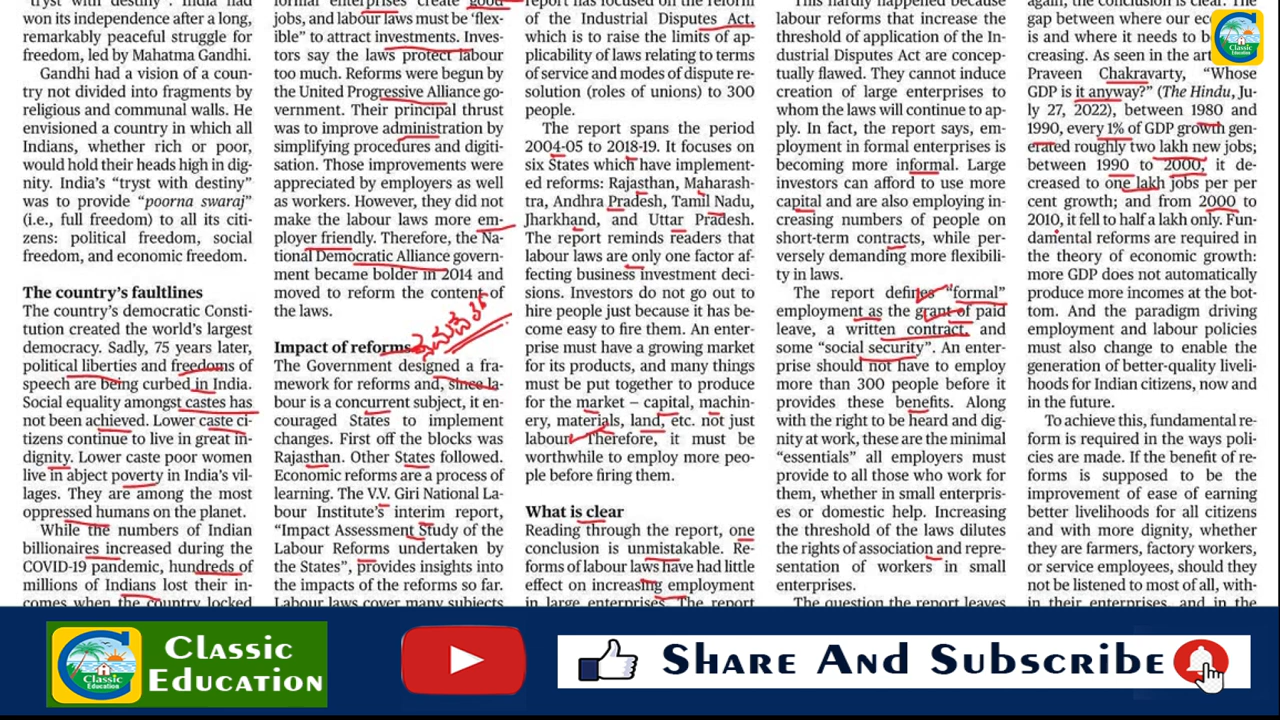 "tryst with destiny". India had
won its independence after a long,
remarkably peaceful struggle for
freedom, led by Mahatma Gandhi.
Gandhi had a vision of a coun-
try not divided into fragments by
religious and communal walls. He
envisioned a country in which all
Indians, whether rich or poor,
would hold their heads high in dig-
nity. India's "tryst with destiny"
was to provide "poorna swaraj"
(i.e., full freedom) to all its citi-
zens: political freedom, social
freedom, and economic freedom.
The country's faultlines
The country's democratic Consti-
tution created the world's largest
democracy. Sadly, 75 years later,
political liberties and freedoms of
speech are being curbed in India.
Social equality amongst castes has
not been achieved. Lower caste ci-
tizens continue to live in great in-
dignity. Lower caste poor women
live in abject poverty in India's vil-
lages. They are among the most
oppressed humans on the planet.
While the numbers of Indian
billionaires increased during the
COVID-19 pandemic, hundreds of
millions of Indians lost their in-
comes when the country locked
formal enterprises create good
jobs, and labour laws must be 'flex-
ible" to attract investments. Inves-
tors say the laws protect labour
too much. Reforms were begun by
the United Progressive Alliance go-
vernment. Their principal thrust
was to improve administration by
simplifying procedures and digiti-
sation. Those improvements were
appreciated by employers as well
as workers. However, they did not
make the labour laws more em-
ployer friendly. Therefore, the Na-
tional Democratic Alliance govern-
ment became bolder in 2014 and
moved to reform the content of
the laws.
Impact of reforms
The Government designed a fra-
mework for reforms and, since la-
bour is a concurrent subject, it en-
couraged States to implement
changes. First off the blocks was
Rajasthan. Other States followed.
Economic reforms are a process of
learning. The V.V. Giri National La-
bour Institute's interim report,
"Impact Assessment Study of the
Labour Reforms undertaken by
the States", provides insights into
the impacts of the reforms so far.
Labour laws cover many subjects
report has focused on the reform
of the Industrial Disputes Act,
which is to raise the limits of ap-
plicability of laws relating to terms
of service and modes of dispute re-
solution (roles of unions) to 300
people.
The report spans the period
2004-05 to 2018-19. It focuses on
six States which have implement-
ed reforms: Rajasthan, Maharash-
tra, Andhra Pradesh, Tamil Nadu,
Jharkhand, and Uttar Pradesh.
The report reminds readers that
labour laws are only one factor af-
fecting business investment deci-
sions. Investors do not go out to
hire people just because it has be-
come easy to fire them. An enter-
prise must have a growing market
for its products, and many things
must be put together to produce
for the market – capital, machin-
ery, materials, land, etc. not just
labour. Therefore, it must be
worthwhile to employ more peo-
ple before firing them.
What is clear
Reading through the report, one
conclusion is unmistakable. Re-
forms of labour laws have had little
effect on increasing employment
in large enterprises. The report
This hardly happened because
labour reforms that increase the
threshold of application of the In-
dustrial Disputes Act are concep-
tually flawed. They cannot induce
creation of large enterprises to
whom the laws will continue to ap-
ply. In fact, the report says, em-
ployment in formal enterprises is
becoming more informal. Large
investors can afford to use more
capital and are also employing in-
creasing numbers of people on
short-term contracts, while per-
versely demanding more flexibili-
ty in laws.
The report defines "formal"
employment as the grant of paid
leave, a written contract, and
some "social security". An enter-
prise should not have to employ
more than 300 people before it
provides these benefits. Along
with the right to be heard and dig-
nity at work, these are the minimal
"essentials" all employers must
provide to all those who work for
them, whether in small enterpris-
es or domestic help. Increasing
the threshold of the laws dilutes
the rights of association and repre-
sentation of workers in small
enterprises.
The question the report leaves
again, the conclusion is clear. The
gap between where our
is and where it needs to
creasing. As seen in the
Praveen Chakravarty, "Whose
GDP is it anyway?" (The Hindu, Ju-
ly 27, 2022), between 1980 and
1990, every 1% of GDP growth gen-
erated roughly two lakh new jobs;
between 1990 to 2000, it de-
creased to one lakh jobs per per
cent growth; and from 2000 to
2010, it fell to half a lakh only. Fun-
damental reforms are required in
the theory of economic growth:
more GDP does not automatically
produce more incomes at the bot-
tom. And the paradigm driving
employment and labour policies
must also change to enable the
generation of better-quality liveli-
hoods for Indian citizens, now and
in the future.
To achieve this, fundamental re-
form is required in the ways poli-
cies are made. If the benefit of re-
forms is supposed to be the
improvement of ease of earning
better livelihoods for all citizens
and with more dignity, whether
they are farmers, factory workers,
or service employees, should they
not be listened to most of all, with-
in their enterprises, and in the
Classic
Education
Classic
Education
Classic
Education
Share And Subscribe